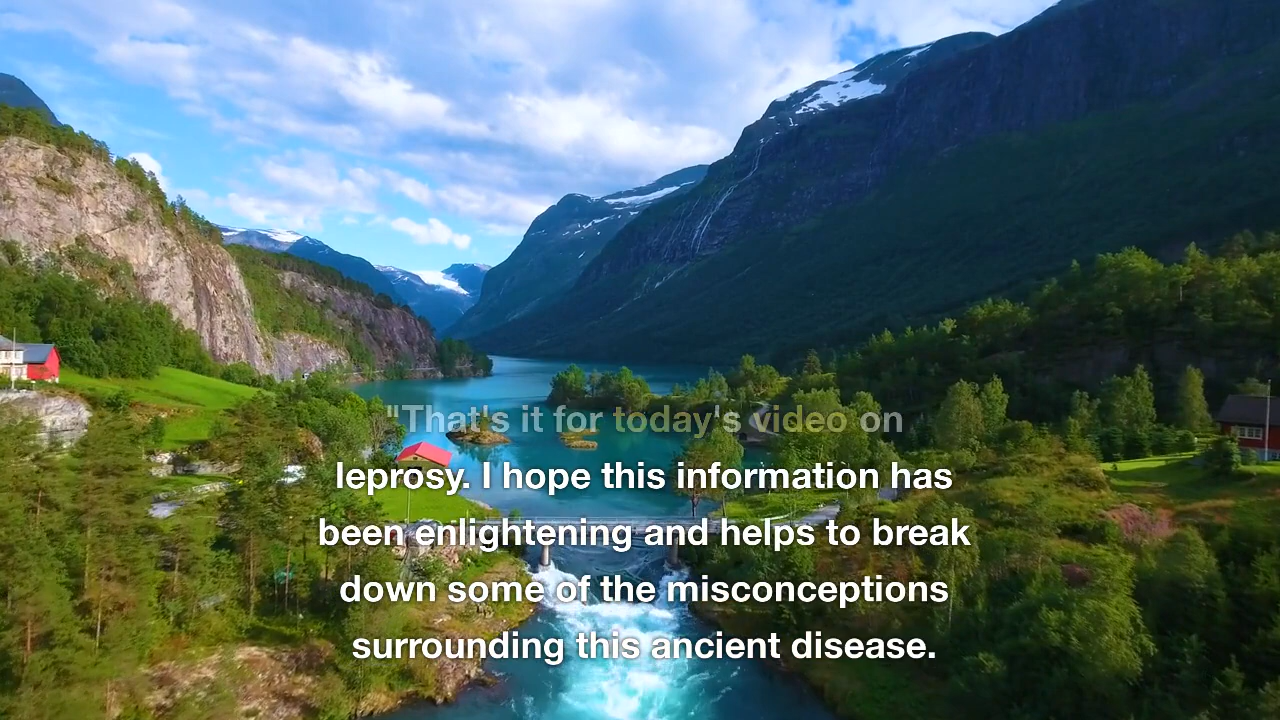 "That's it for today's video on
leprosy. I hope this information has
been enlightening and helps to break
down some of the misconceptions
surrounding this ancient disease.